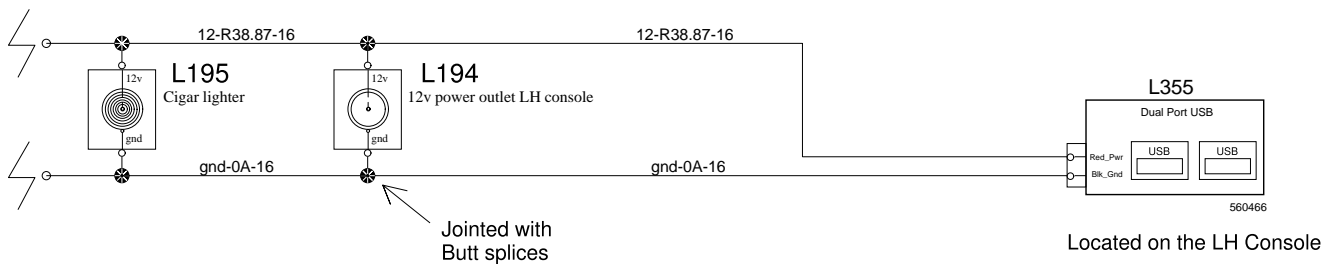 12-R38.87-16
12-R38.87-16
L195
Cigar lighter
12v
gnd
L194
12v power outlet LH console
12v
gnd
L355
Dual Port USB
Red_Pwr
Blk_Gnd
USB
USB
560466
gnd-0A-16
gnd-0A-16
Jointed with
Butt splices
Located on the LH Console